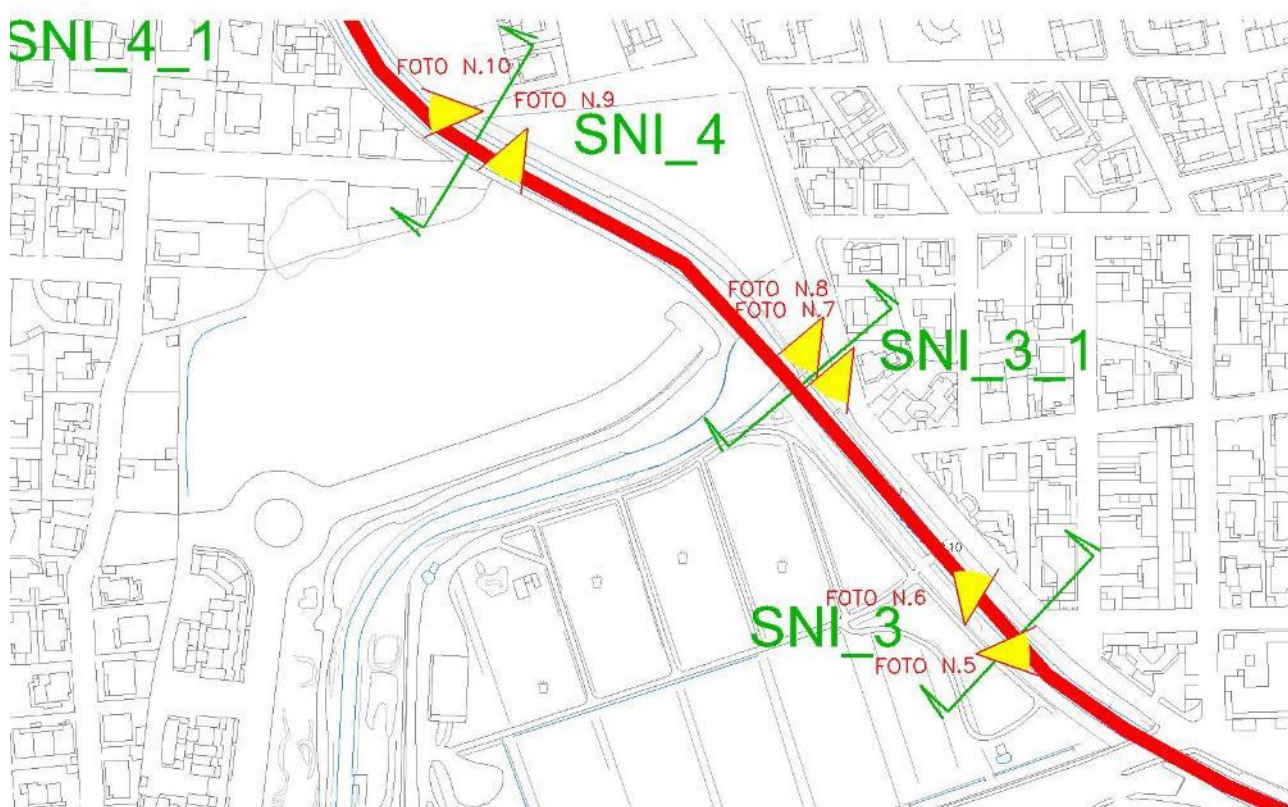 SNI_4_1
FOTO N.10
FOTO N.9
SNI_4
FOTO N.8
FOTO N.7
SNI_3_1
FOTO N.6
SNI_3
FOTO N.5